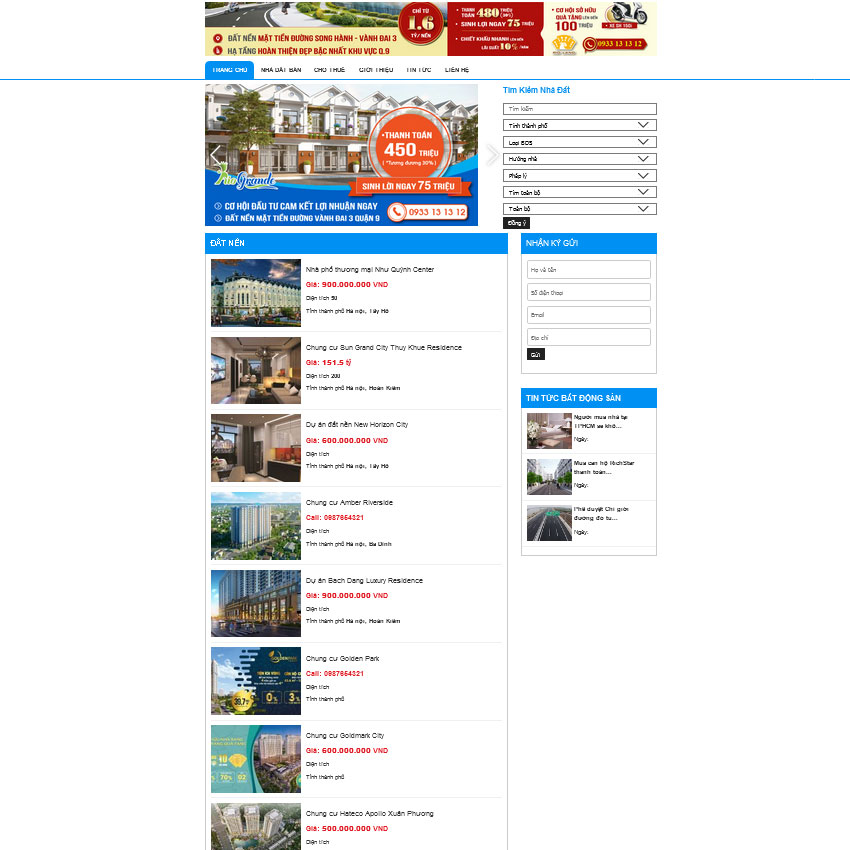 CHỈ TỪ
1.6
TỶ/ NỀN
ĐẤT NỀN MẶT TIỀN ĐƯỜNG SONG HÀNH - VÀNH ĐAI 3
HẠ TẦNG HOÀN THIỆN ĐẸP BẬC NHẤT KHU VỰC Q.9
THANH TOÁN 480 TRIỆU
SINH LỜI NGAY 75 TRIỆU
CHIẾT KHẤU NHANH LÊN ĐẾN
LÃI SUẤT 10%/ NĂM
CƠ HỘI SỞ HỮU
QUÀ TẶNG LÊN ĐẾN
100 TRIỆU
XE SH 150i
0933 13 13 12
TRANG CHỦ NHÀ ĐẤT BÁN CHO THUÊ GIỚI THIỆU TIN TỨC LIÊN HỆ
THANH TOÁN
450 TRIỆU
(Tương đương 30%)
RioGrande
SINH LỜI NGAY 75 TRIỆU
CƠ HỘI ĐẦU TƯ CAM KẾT LỢI NHUẬN NGAY
ĐẤT NỀN MẶT TIỀN ĐƯỜNG VÀNH ĐAI 3 QUẬN 9
0933 13 13 12
Tìm Kiếm Nhà Đất
Tìm kiếm
Tỉnh thành phố
Loại BDS
Hướng nhà
Pháp lý
Tìm toàn bộ
Toàn bộ
Đồng ý
ĐẤT NỀN
Nhà phố thương mại Như Quỳnh Center
Giá: 900.000.000 VND
Diện tích 50
Tỉnh thành phố Hà nội, Tây Hồ
Chung cư Sun Grand City Thuỵ Khuê Residence
Giá: 151.5 tỷ
Diện tích 200
Tỉnh thành phố Hà nội, Hoàn Kiếm
Dự án đất nền New Horizon City
Giá: 600.000.000 VND
Diện tích
Tỉnh thành phố Hà nội, Tây Hồ
Chung cư Amber Riverside
Call: 0987654321
Diện tích
Tỉnh thành phố Hà nội, Ba Đình
Dự án Bach Dang Luxury Residence
Giá: 900.000.000 VND
Diện tích
Tỉnh thành phố Hà nội, Hoàn Kiếm
Chung cư Golden Park
Call: 0987654321
Diện tích
Tỉnh thành phố
Chung cư Goldmark City
Giá: 600.000.000 VND
Diện tích
Tỉnh thành phố
Chung cư Hateco Apollo Xuân Phương
Giá: 500.000.000 VND
Diện tích
NHẬN KÝ GỬI
Họ và tên
Số điện thoại
Email
Địa chỉ
Gửi
TIN TỨC BẤT ĐỘNG SẢN
Người mua nhà tại
TPHCM sẽ khó...
Ngày:
Mua căn hộ RichStar
thanh toán...
Ngày:
Phê duyệt Chỉ giới
đường đỏ tu...
Ngày: